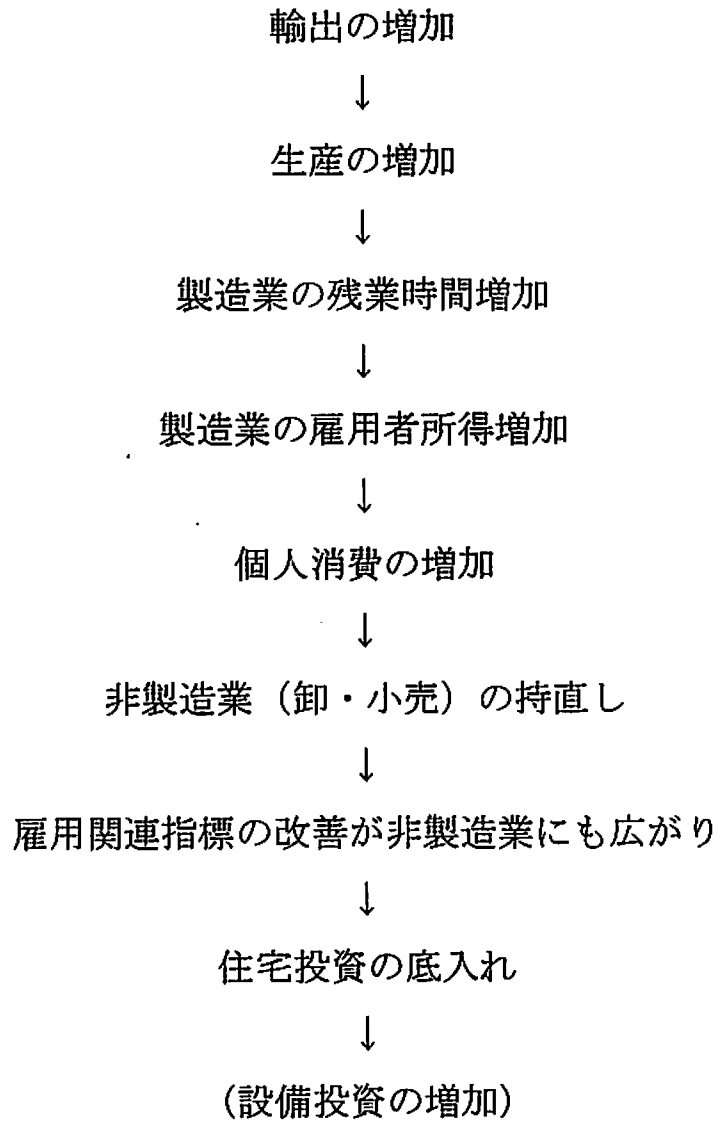 輸出の増加
↓
生産の増加
↓
製造業の残業時間増加
↓
製造業の雇用者所得増加
↓
個人消費の増加
↓
非製造業（卸・小売）の持直し
↓
雇用関連指標の改善が非製造業にも広がり
↓
住宅投資の底入れ
↓
(設備投資の増加)